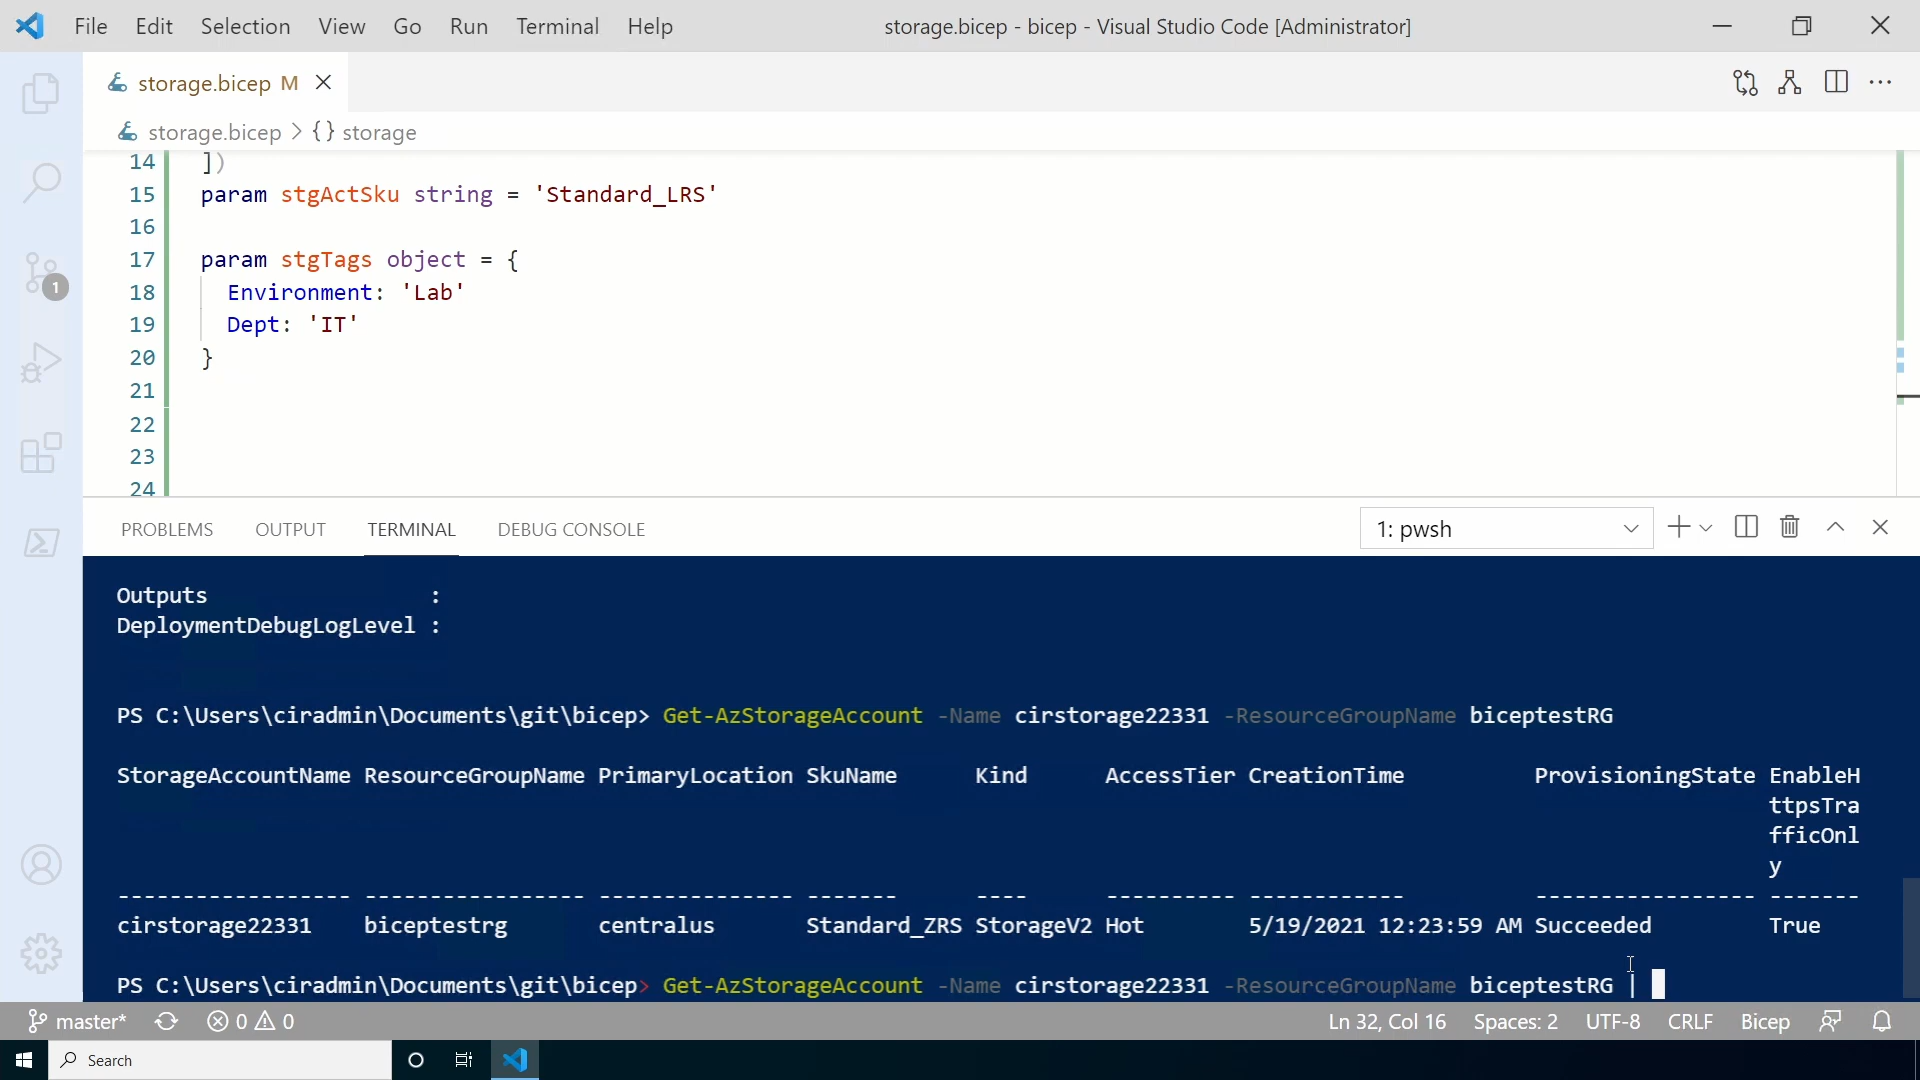 File Edit Selection View Go Run Terminal Help storage.bicep - bicep - Visual Studio Code [Administrator]
storage.bicep M
storage.bicep > {} storage
14 ])
15 param stgActSku string = 'Standard_LRS'
16
17 param stgTags object = {
18 Environment: 'Lab'
19 Dept: 'IT'
20 }
21
22
23
24
1
PROBLEMS OUTPUT TERMINAL DEBUG CONSOLE 1: pwsh
Outputs :
DeploymentDebugLogLevel :
PS C:\Users\ciradmin\Documents\git\bicep> Get-AzStorageAccount -Name cirstorage22331 -ResourceGroupName biceptestRG
StorageAccountName ResourceGroupName PrimaryLocation SkuName Kind AccessTier CreationTime ProvisioningState EnableH
ttpsTra
fficOnl
y
------------------ ----------------- --------------- ------- ---- ---------- ------------ ----------------- -------
cirstorage22331 biceptestrg centralus Standard_ZRS StorageV2 Hot 5/19/2021 12:23:59 AM Succeeded True
PS C:\Users\ciradmin\Documents\git\bicep> Get-AzStorageAccount -Name cirstorage22331 -ResourceGroupName biceptestRG |
master* 0 0 Ln 32, Col 16 Spaces: 2 UTF-8 CRLF Bicep
Search